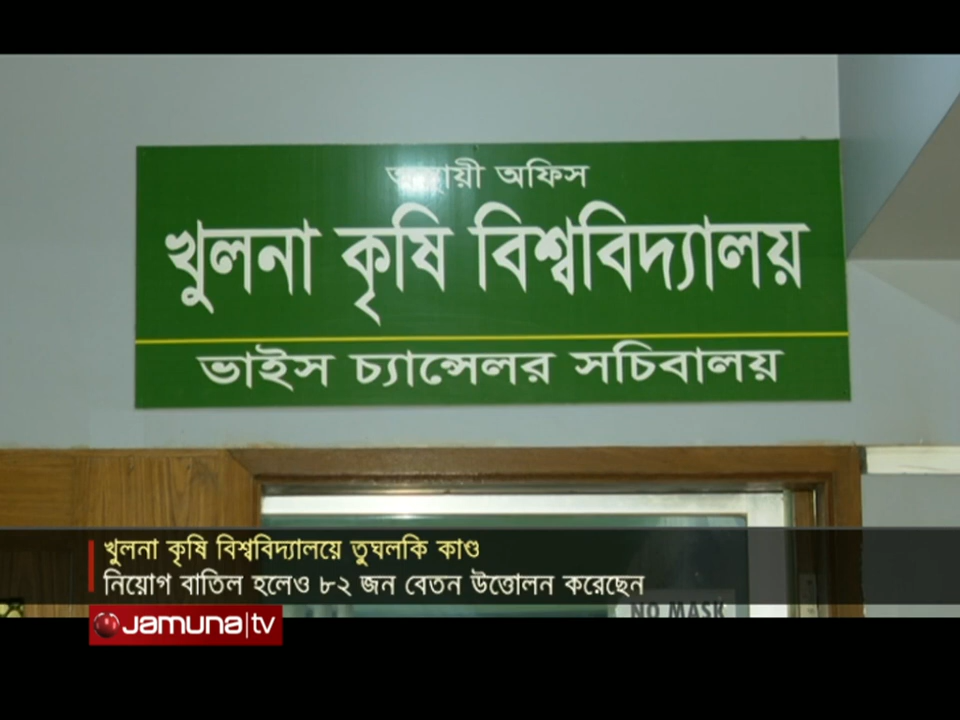 অস্থায়ী অফিস
খুলনা কৃষি বিশ্ববিদ্যালয়
ভাইস চ্যান্সেলর সচিবালয়
খুলনা কৃষি বিশ্ববিদ্যালয়ে তুঘলকি কাণ্ড
নিয়োগ বাতিল হলেও ৮২ জন বেতন উত্তোলন করেছেন
NO MASK
Jamuna|tv